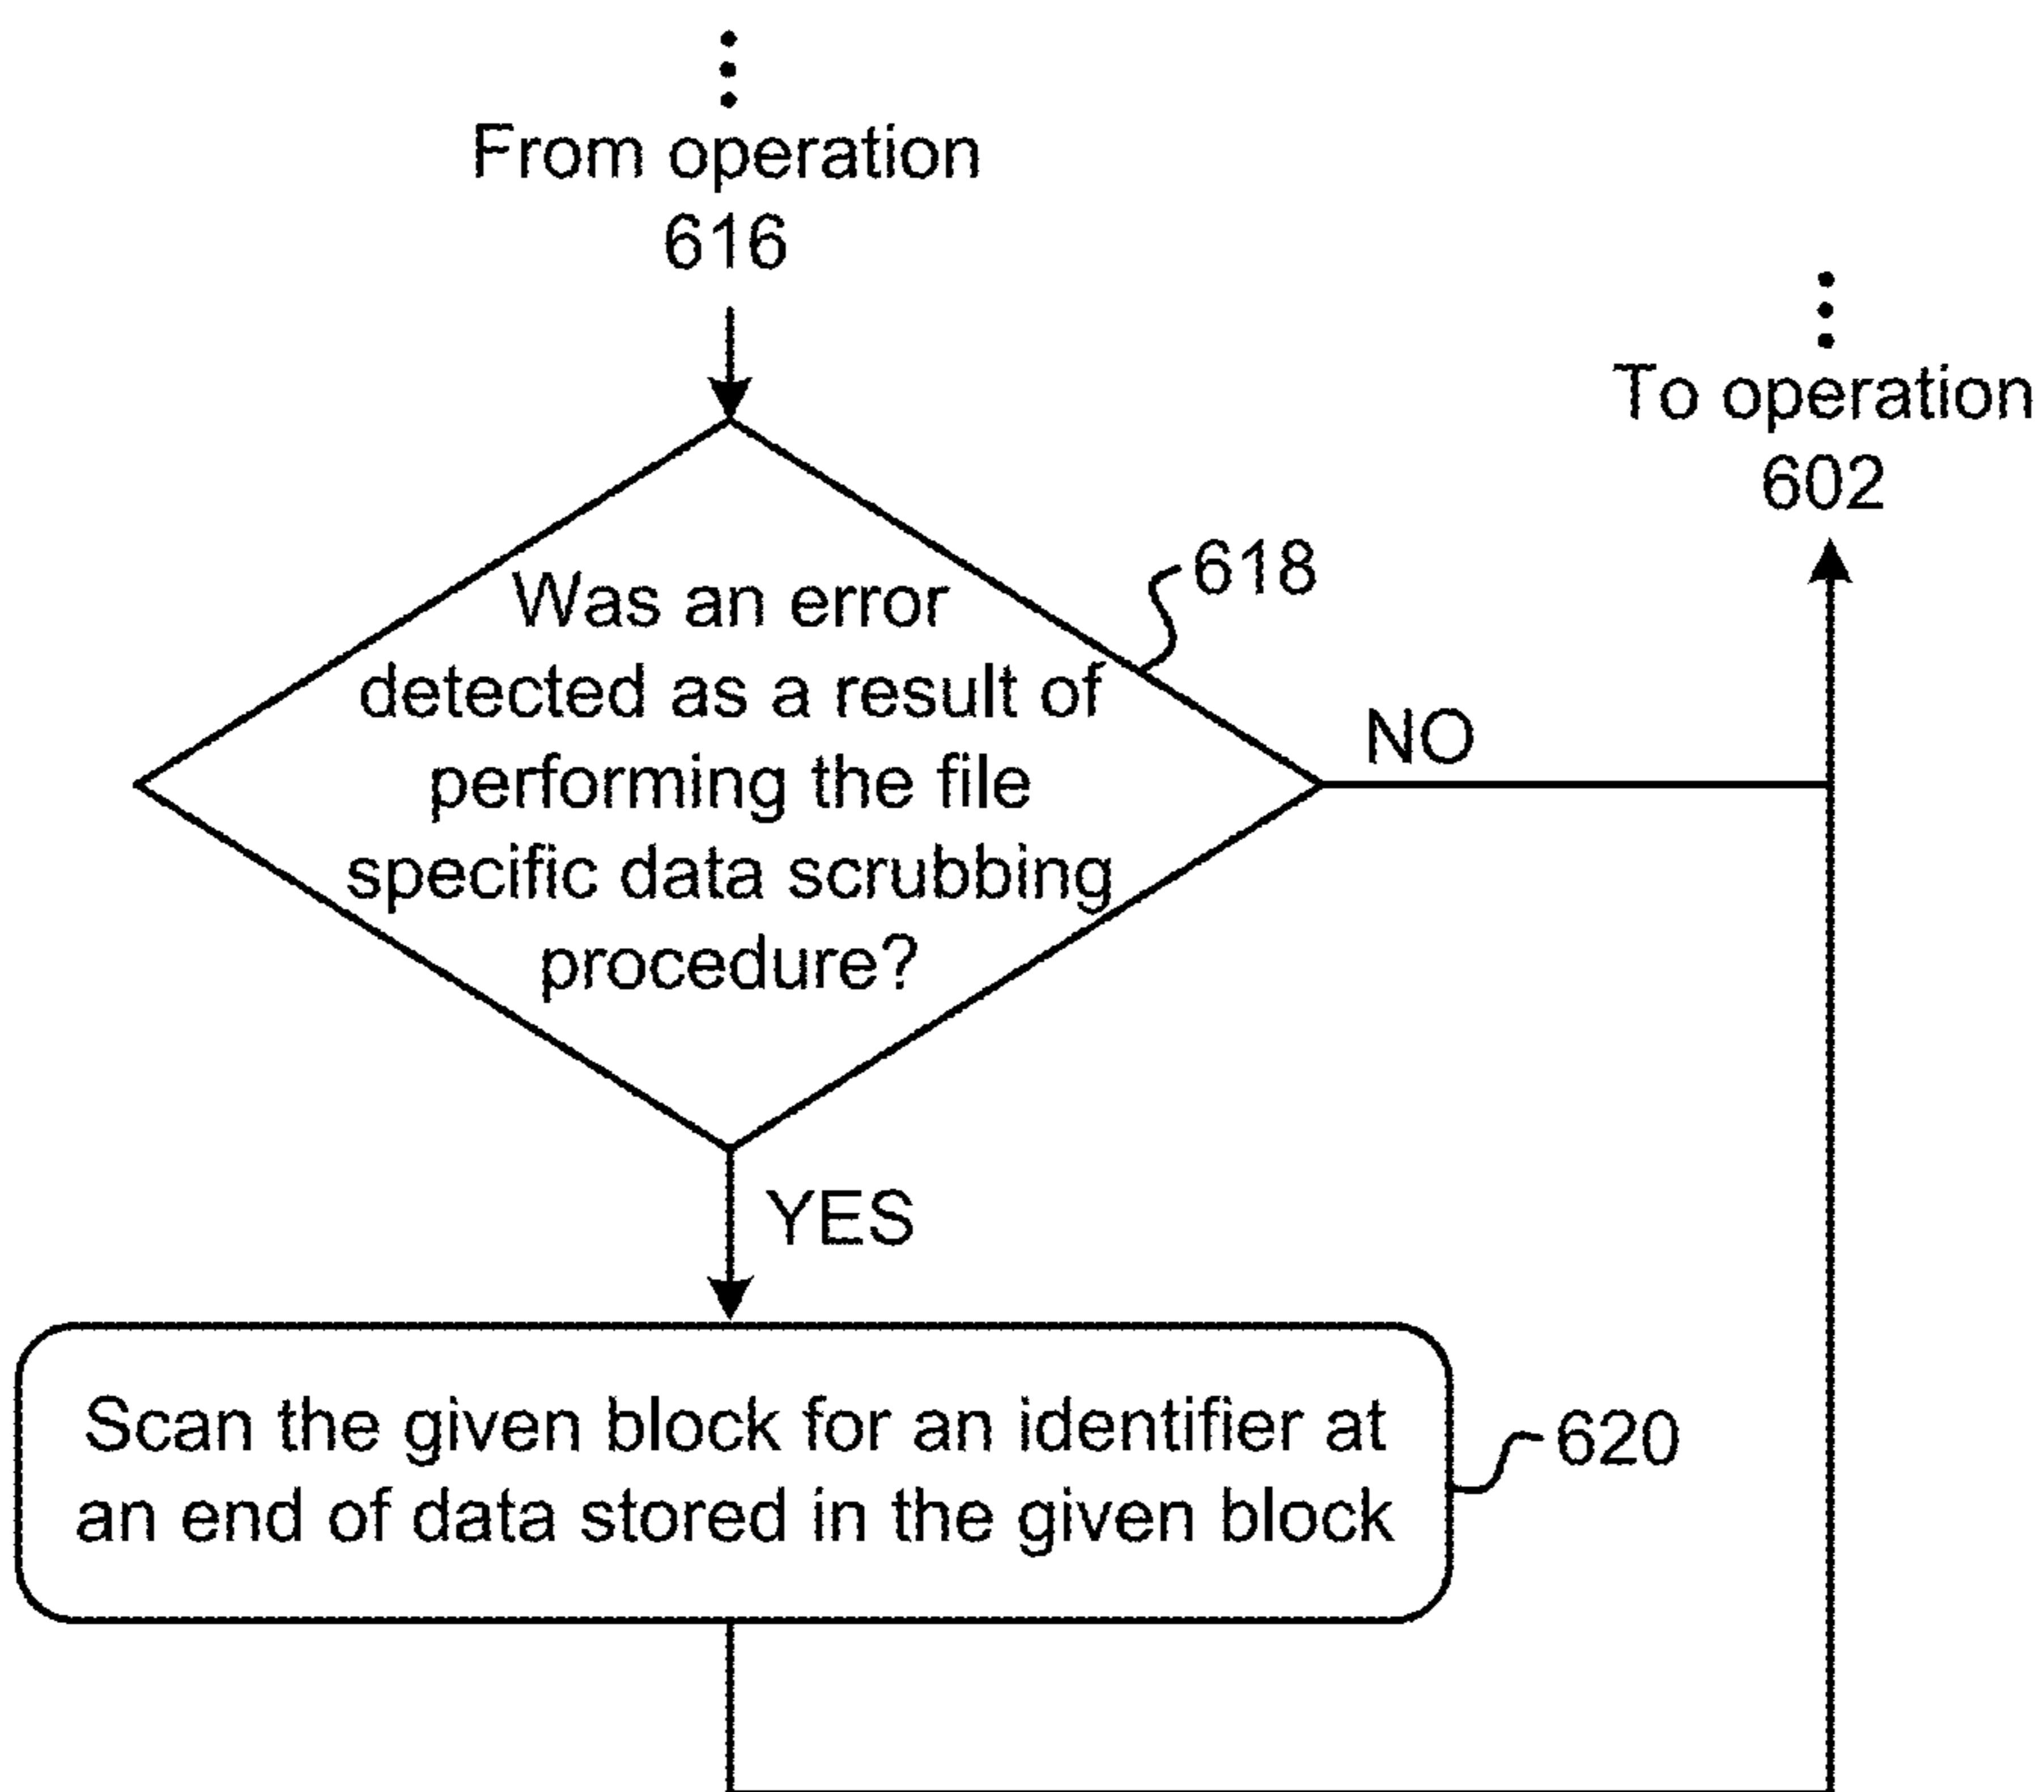 From operation
616
To operation
602
618
Was an error
detected as a result of
performing the file
specific data scrubbing
procedure?
NO
YES
Scan the given block for an identifier at
an end of data stored in the given block
620